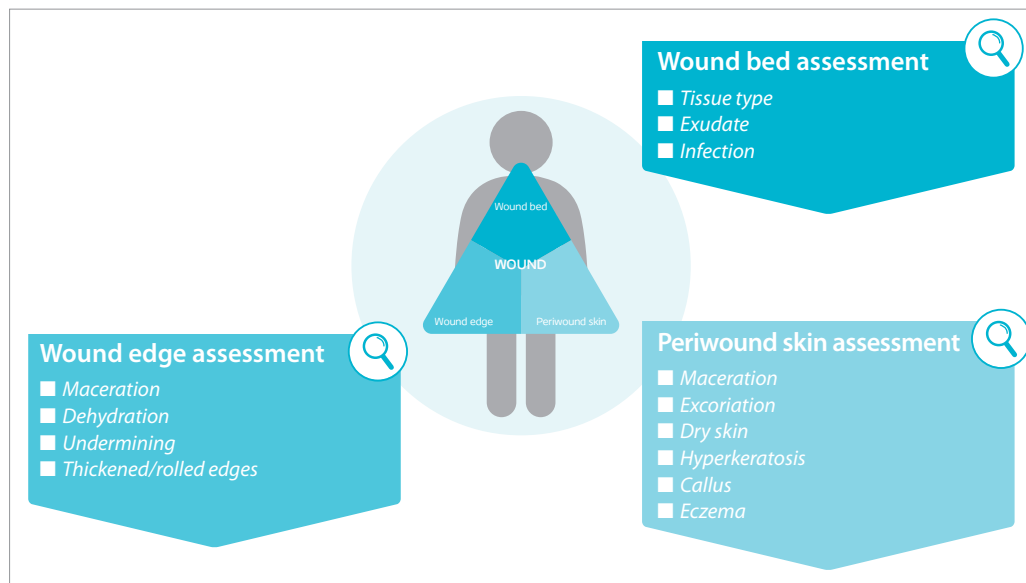 Wound bed assessment
Tissue type
Exudate
Infection
Wound bed
WOUND
Wound edge
Periwound skin
Wound edge assessment
Maceration
Dehydration
Undermining
Thickened/rolled edges
Periwound skin assessment
Maceration
Excoriation
Dry skin
Hyperkeratosis
Callus
Eczema